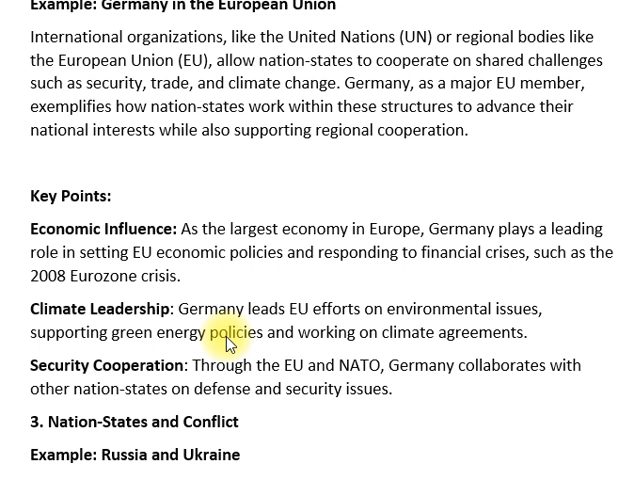 Example: Germany in the European Union
International organizations, like the United Nations (UN) or regional bodies like
the European Union (EU), allow nation-states to cooperate on shared challenges
such as security, trade, and climate change. Germany, as a major EU member,
exemplifies how nation-states work within these structures to advance their
national interests while also supporting regional cooperation.
Key Points:
Economic Influence: As the largest economy in Europe, Germany plays a leading
role in setting EU economic policies and responding to financial crises, such as the
2008 Eurozone crisis.
Climate Leadership: Germany leads EU efforts on environmental issues,
supporting green energy policies and working on climate agreements.
Security Cooperation: Through the EU and NATO, Germany collaborates with
other nation-states on defense and security issues.
3. Nation-States and Conflict
Example: Russia and Ukraine